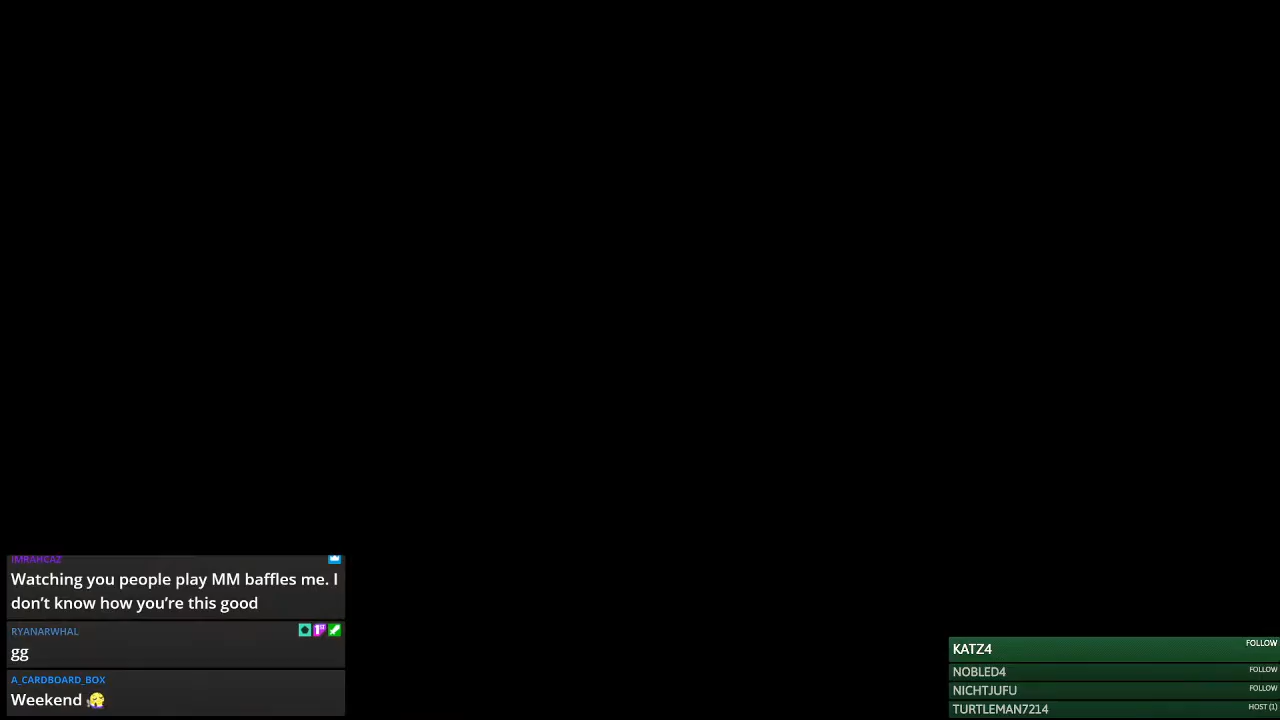 IMRAHCAZ
Watching you people play MM baffles me. I
don't know how you're this good
RYANARWHAL
gg
A_CARDBOARD_BOX
Weekend
KATZ4 FOLLOW
NOBLED4 FOLLOW
NICHTJUFU FOLLOW
TURTLEMAN7214 HOST (1)